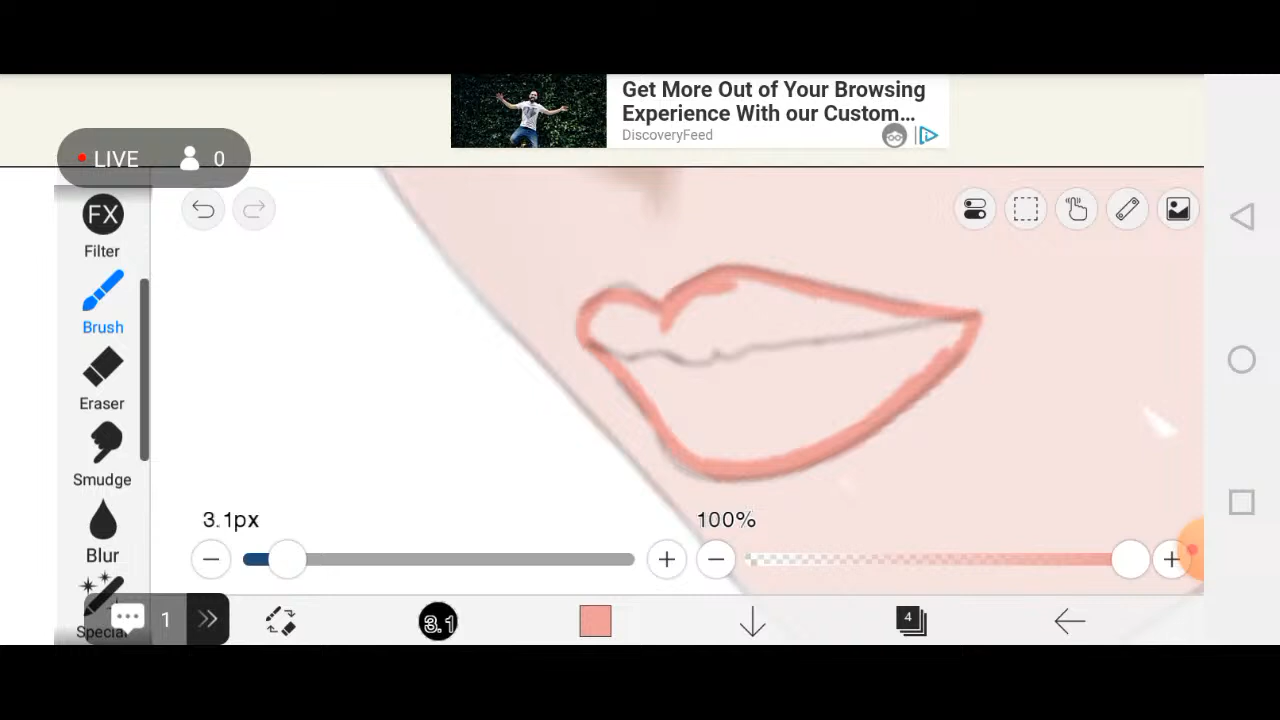 Get More Out of Your Browsing
Experience With our Custom...
DiscoveryFeed
LIVE 0
FX
Filter
Brush
Eraser
Smudge
Blur
Special
3.1px
100%
1
3.1
4